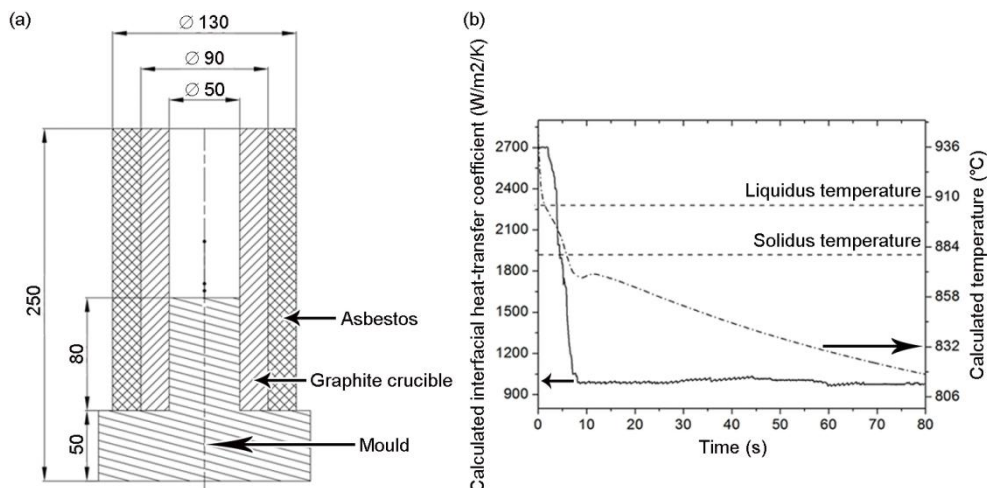 (a)
∅ 130
∅ 90
∅ 50
250
80
50
Asbestos
Graphite crucible
Mould
(b)
Calculated interfacial heat-transfer coefficient (W/m2/K)
2700
2400
2100
1800
1500
1200
900
Liquidus temperature
Solidus temperature
936
910
884
858
832
806
Calculated temperature (°C)
0 10 20 30 40 50 60 70 80
Time (s)